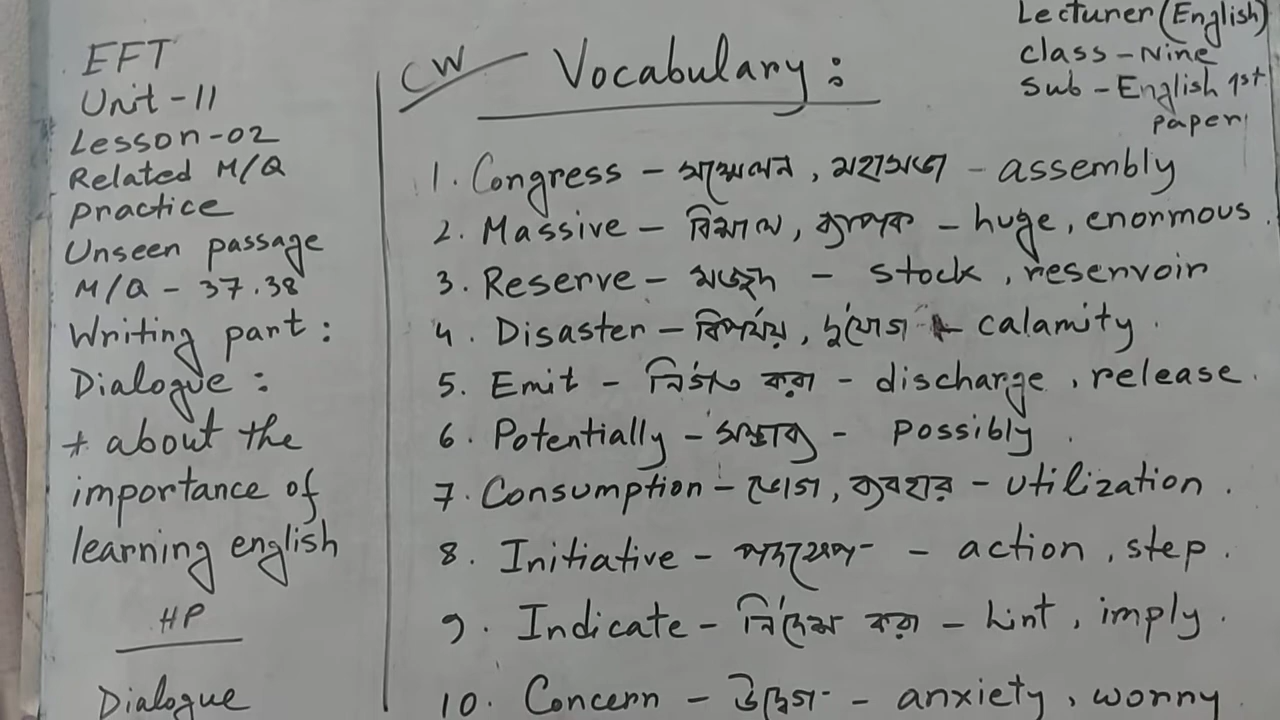 Lecturer (English)
class - Nine
Sub - English 1st
paper
EFT
Unit - 11
Lesson - 02
Related M/Q
practice
Unseen passage
M/Q - 37.38
Writing part :
Dialogue :
+ about the
importance of
learning english
HP
Dialogue
CW Vocabulary :
1. Congress - সম্মেলন, মহাসভা - assembly
2. Massive - বিশাল, ব্যাপক - huge, enormous.
3. Reserve - মজুদ - stock, reservoir
4. Disaster - বিপর্যয়, দুর্যোগ - calamity.
5. Emit - নির্গত করা - discharge, release.
6. Potentially - সম্ভাব্য - possibly.
7. Consumption - ভোগ, ব্যবহার - utilization.
8. Initiative - পদক্ষেপ - action, step.
9. Indicate - নির্দেশ করা - hint, imply.
10. Concern - উদ্বেগ - anxiety, worry